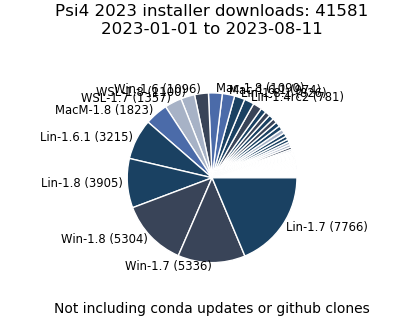 Psi4 2023 installer downloads: 41581
2023-01-01 to 2023-08-11
Win-1.6 (1096)
WSL-1.8 (1100)
WSL-1.7 (1357)
MacM-1.8 (1823)
Lin-1.6.1 (3215)
Lin-1.8 (3905)
Win-1.8 (5304)
Win-1.7 (5336)
Lin-1.7 (7766)
Mac-1.8 (1090)
Lin-1.4rc2 (781)
Not including conda updates or github clones